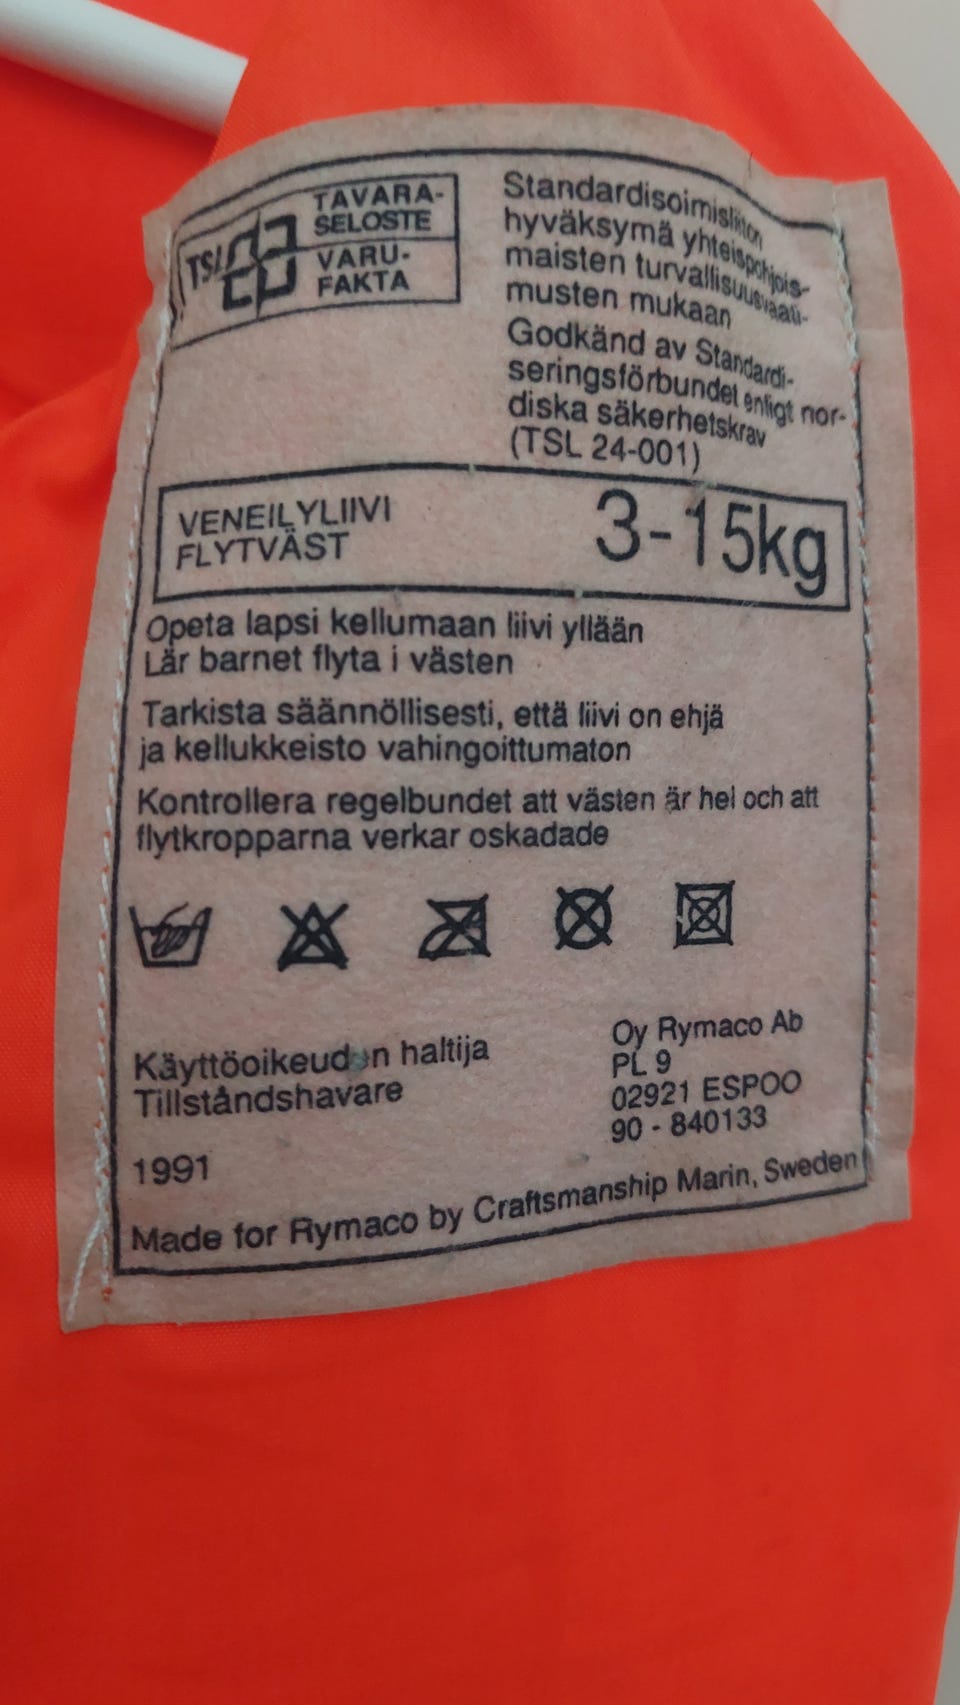 TSL
TAVARA-
SELOSTE
VARU-
FAKTA
Standardisoimisliiton
hyväksymä yhteispohjois-
maisten turvallisuusvaati-
musten mukaan
Godkänd av Standardi-
seringsförbundet enligt nor-
diska säkerhetskrav
(TSL 24-001)
VENEILYLIIVI
FLYTVÄST
3-15kg
Opeta lapsi kellumaan liivi yllään
Lär barnet flyta i västen
Tarkista säännöllisesti, että liivi on ehjä
ja kellukkeisto vahingoittumaton
Kontrollera regelbundet att västen är hel och att
flytkropparna verkar oskadade
Käyttöoikeuden haltija
Tillståndshavare
Oy Rymaco Ab
PL 9
02921 ESPOO
90 - 840133
1991
Made for Rymaco by Craftsmanship Marin, Sweden